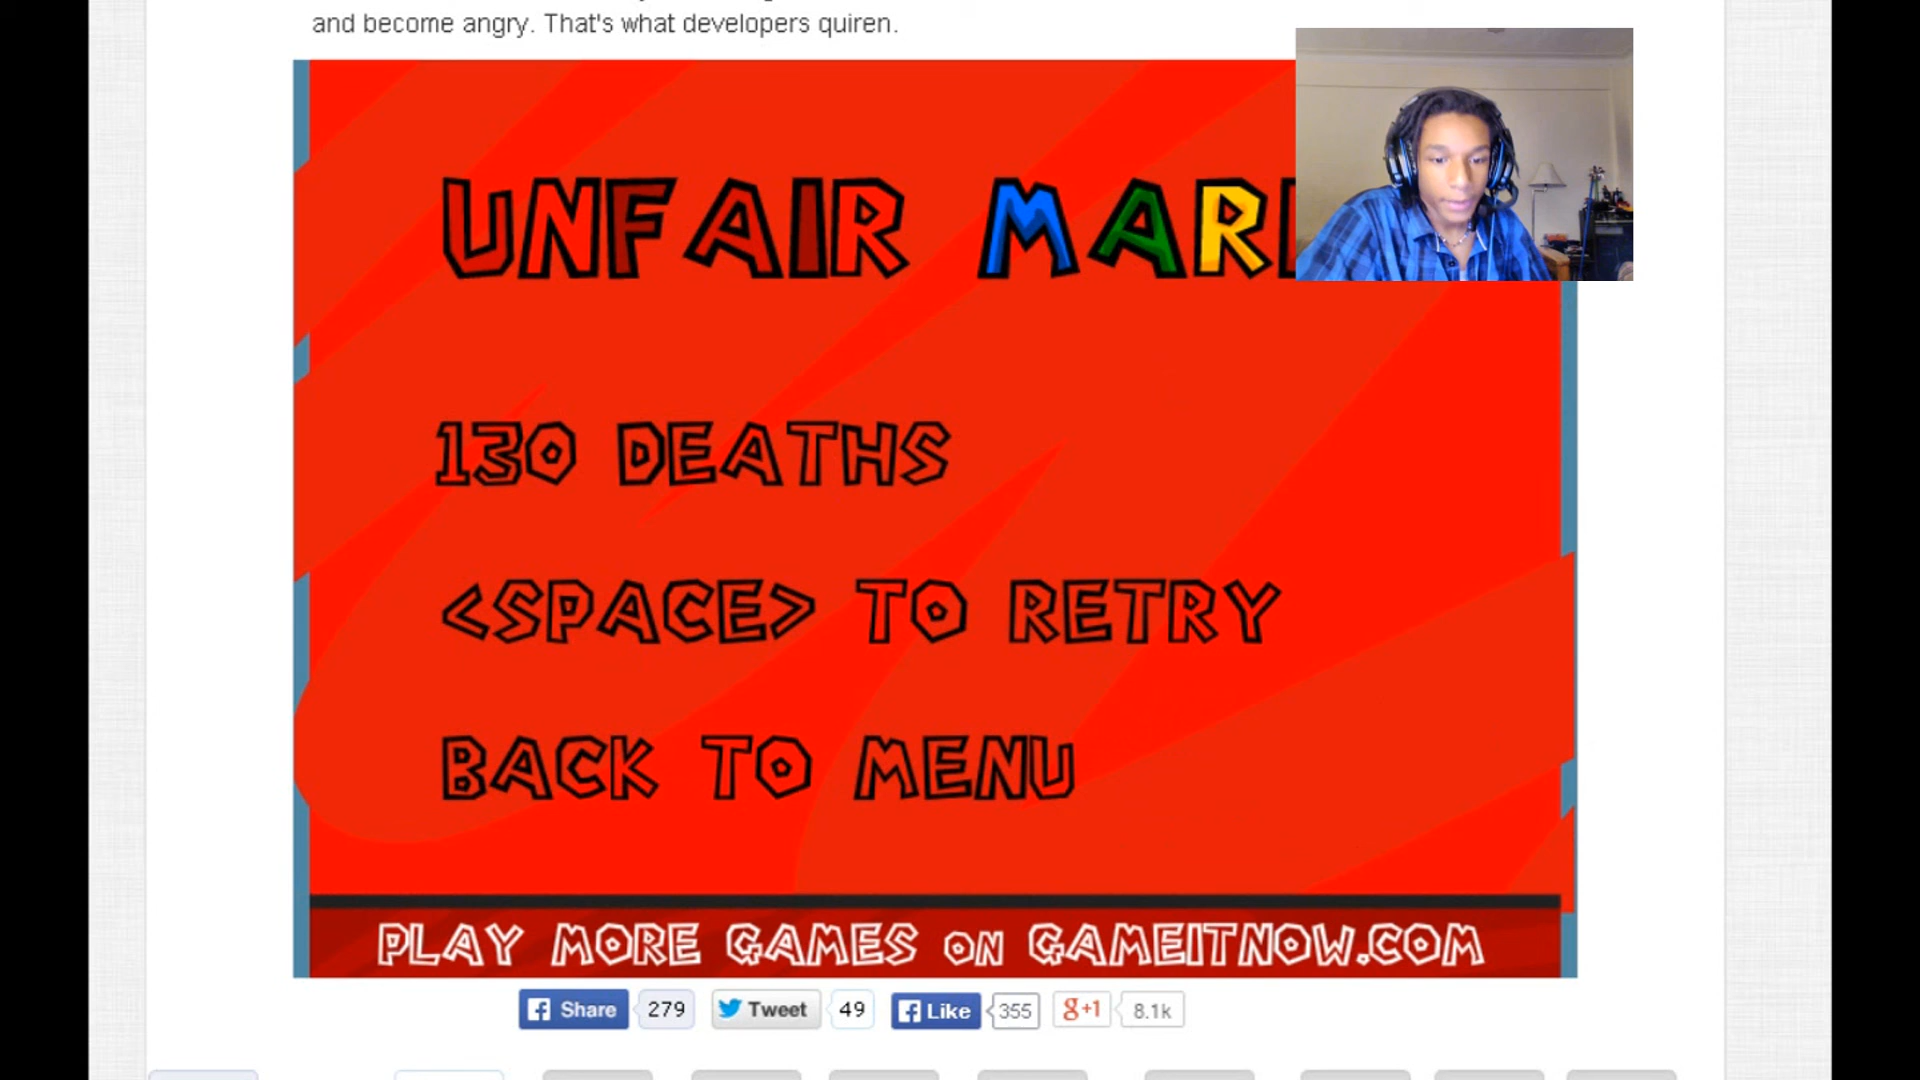 and become angry. That's what developers quiren.
UNFAIR MAR
130 DEATHS
<SPACE> TO RETRY
BACK TO MENU
PLAY MORE GAMES ON GAMEITNOW.COM
Share 279 Tweet 49 Like 355 g+1 8.1k